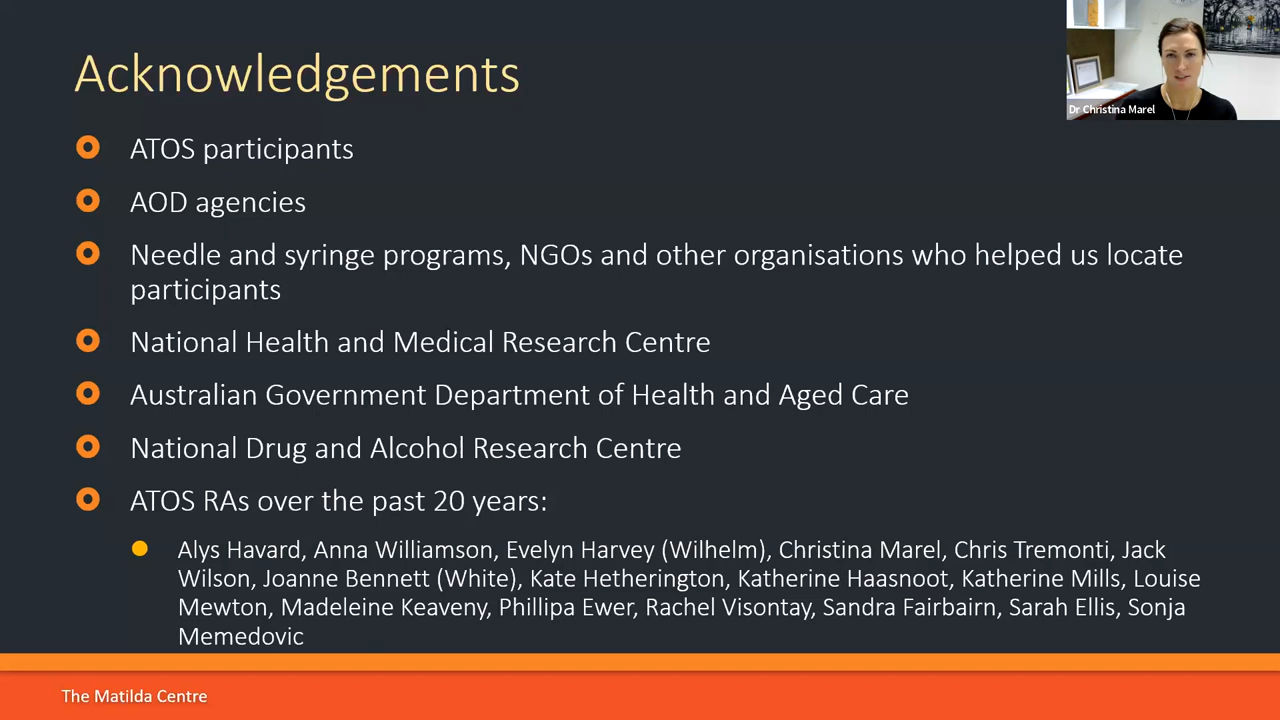 Acknowledgements
Dr Christina Marel
ATOS participants
AOD agencies
Needle and syringe programs, NGOs and other organisations who helped us locate
participants
National Health and Medical Research Centre
Australian Government Department of Health and Aged Care
National Drug and Alcohol Research Centre
ATOS RAs over the past 20 years:
Alys Havard, Anna Williamson, Evelyn Harvey (Wilhelm), Christina Marel, Chris Tremonti, Jack
Wilson, Joanne Bennett (White), Kate Hetherington, Katherine Haasnoot, Katherine Mills, Louise
Mewton, Madeleine Keaveny, Phillipa Ewer, Rachel Visontay, Sandra Fairbairn, Sarah Ellis, Sonja
Memedovic
The Matilda Centre